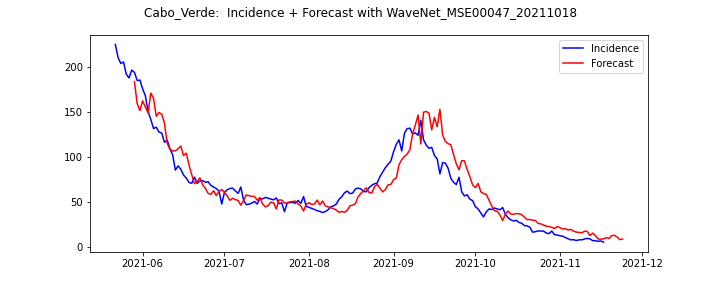 Cabo_Verde:  Incidence + Forecast with WaveNet_MSE00047_20211018
Incidence
Forecast
200
150
100
50
0
2021-06 2021-07 2021-08 2021-09 2021-10 2021-11 2021-12